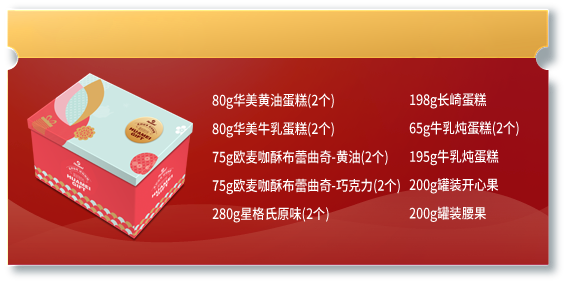 80g华美黄油蛋糕(2个)
80g华美牛乳蛋糕(2个)
75g欧麦咖酥布蕾曲奇-黄油(2个)
75g欧麦咖酥布蕾曲奇-巧克力(2个)
280g星格氏原味(2个)
198g长崎蛋糕
65g牛乳炖蛋糕(2个)
195g牛乳炖蛋糕
200g罐装开心果
200g罐装腰果
HUAMEI
GIFT